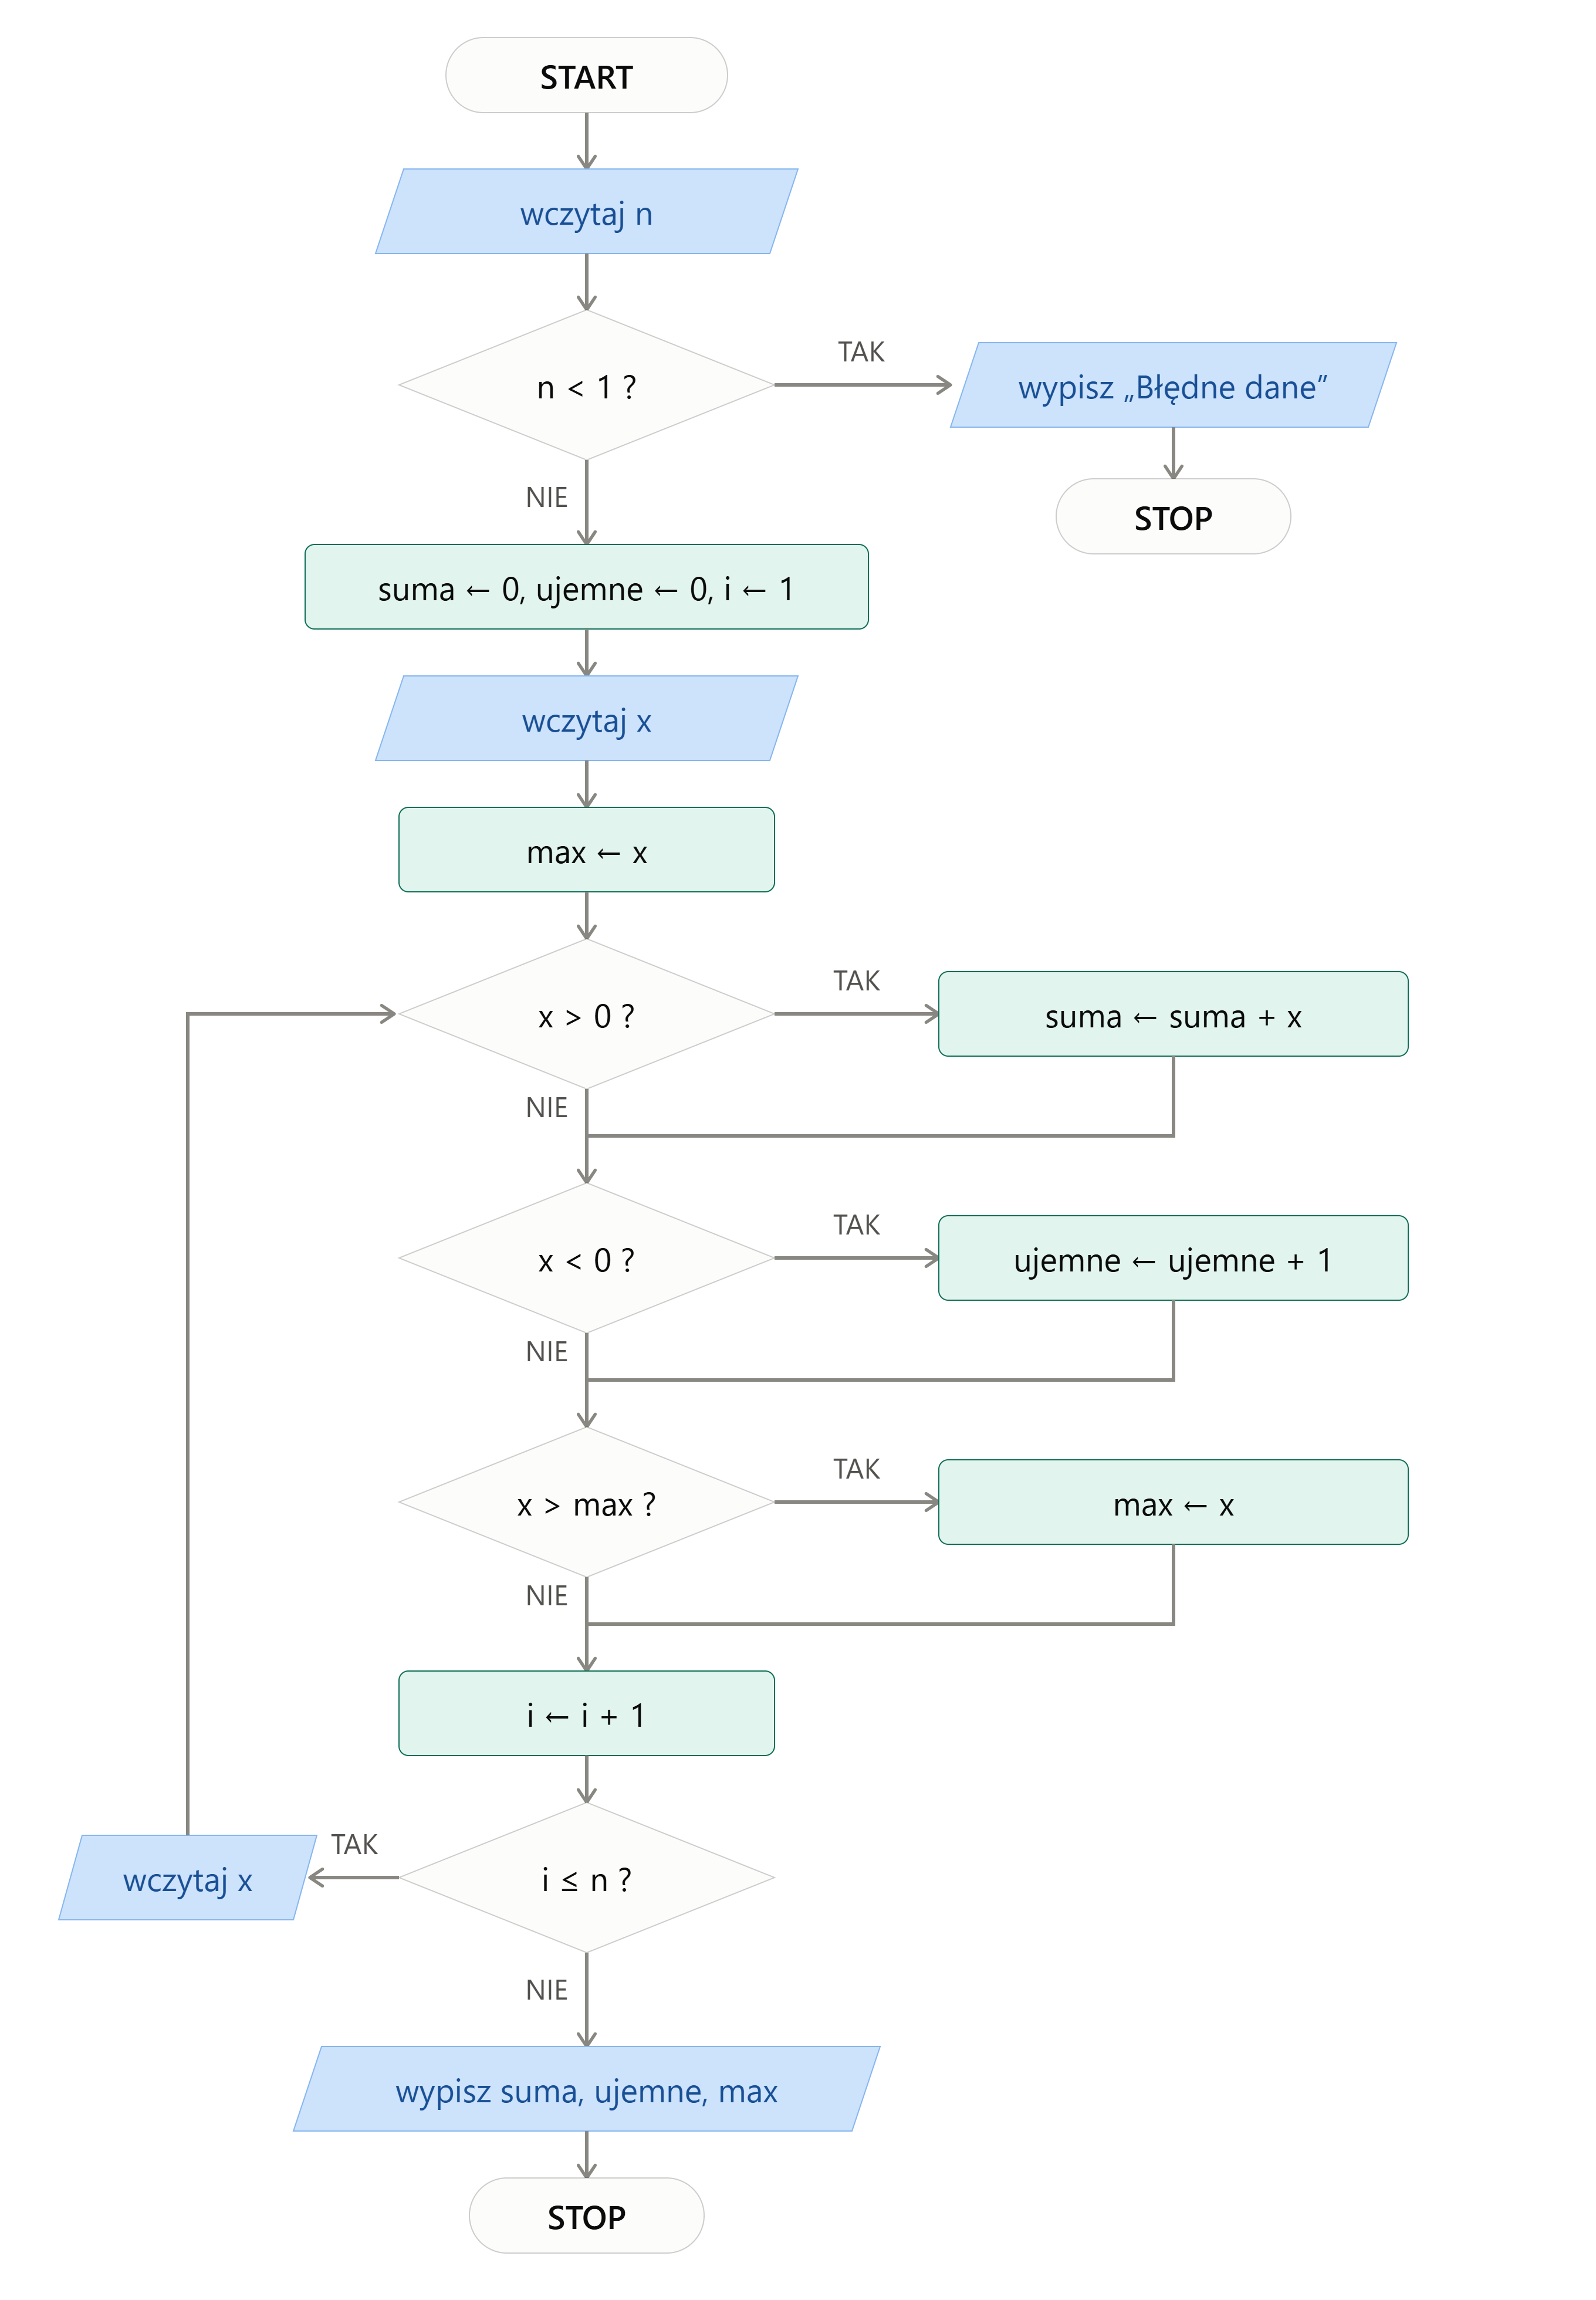 START
wczytaj n
n < 1 ?
TAK
wypisz „Błędne dane”
STOP
NIE
suma ← 0, ujemne ← 0, i ← 1
wczytaj x
max ← x
x > 0 ?
TAK
suma ← suma + x
NIE
x < 0 ?
TAK
ujemne ← ujemne + 1
NIE
x > max ?
TAK
max ← x
NIE
i ← i + 1
i ≤ n ?
TAK
wczytaj x
NIE
wypisz suma, ujemne, max
STOP